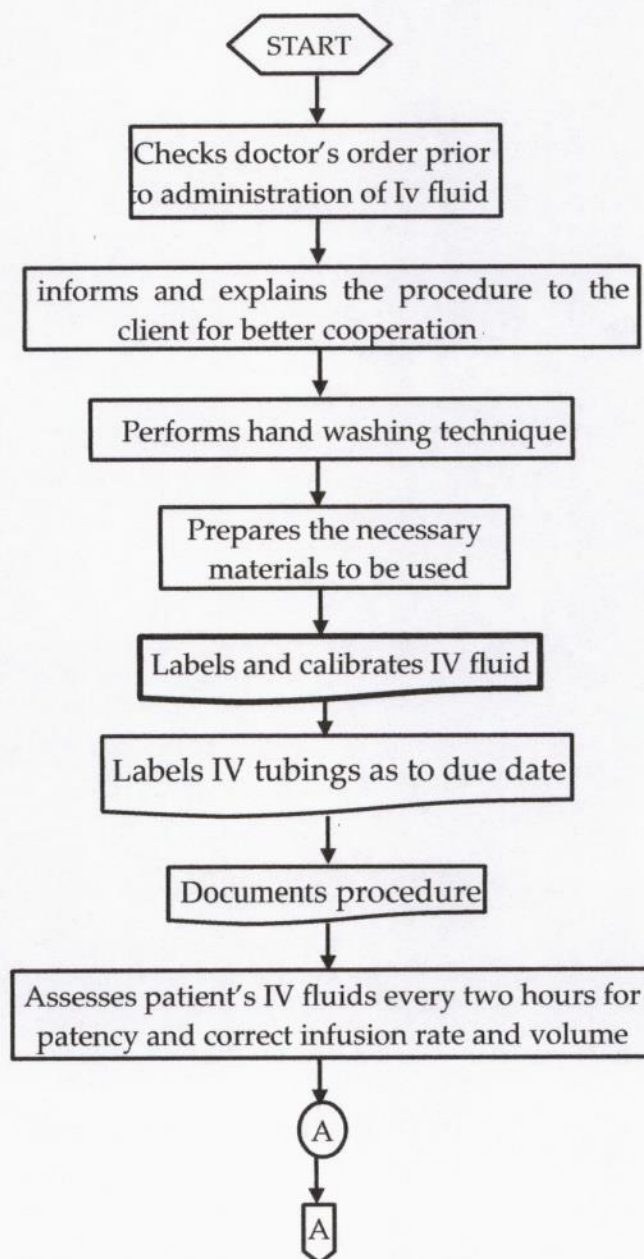 START
Checks doctor's order prior
to administration of Iv fluid
informs and explains the procedure to the
client for better cooperation
Performs hand washing technique
Prepares the necessary
materials to be used
Labels and calibrates IV fluid
Labels IV tubings as to due date
Documents procedure
Assesses patient's IV fluids every two hours for
patency and correct infusion rate and volume
A
A